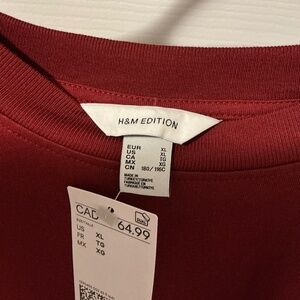 H&M EDITION
EUR XL
US XL
CA TG
MX XG
CN 180/116C
MADE IN
CAD
64.99
US XL
FR TG
MX XG